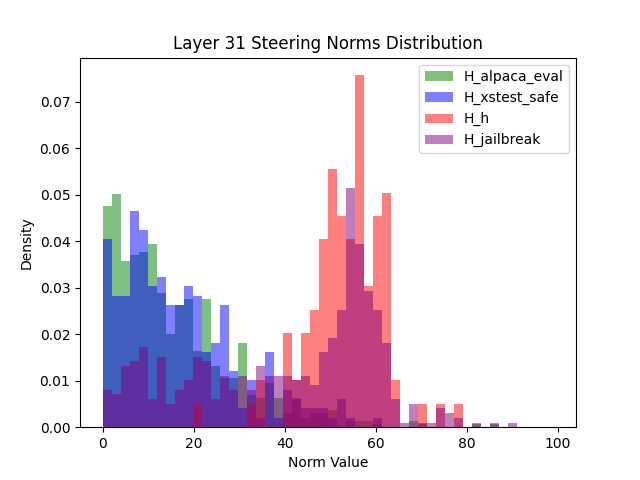 Layer 31 Steering Norms Distribution
H_alpaca_eval
H_xstest_safe
H_h
H_jailbreak
Density
0.07
0.06
0.05
0.04
0.03
0.02
0.01
0.00
0 20 40 60 80 100
Norm Value